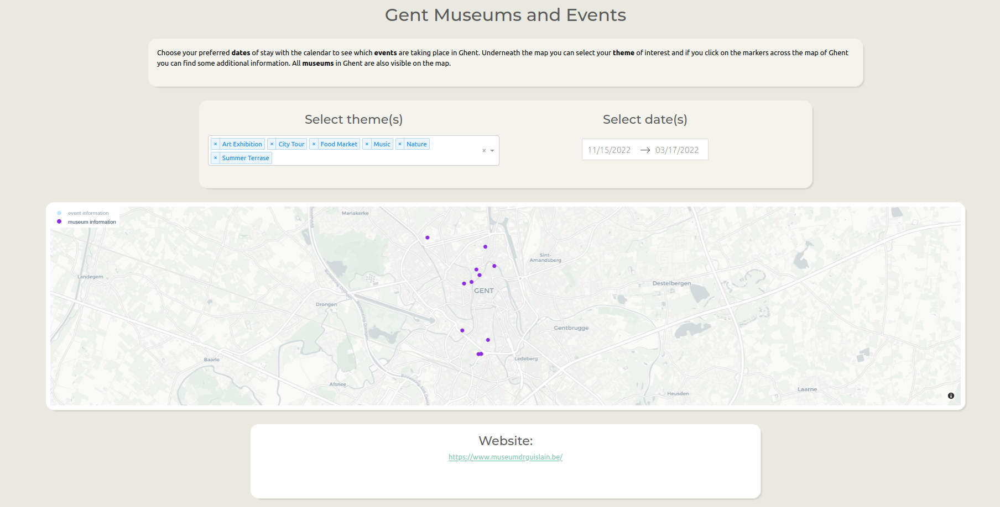 Gent Museums and Events
Choose your preferred dates of stay with the calendar to see which events are taking place in Ghent. Underneath the map you can select your theme of interest and if you click on the markers across the map of Ghent
you can find some additional information. All museums in Ghent are also visible on the map.
Select theme(s)
Select date(s)
× Art Exhibition × City Tour × Food Market × Music × Nature
× Summer Terrase
×
11/15/2022 → 03/17/2022
event information
museum information
Mariakerke
Sint-
Amandsberg
Landegem
Destelbergen
GENT
Binnenring Drongen
Drongen
Binnenring Drongen
Gentbrugge
Baarle
Ledeberg
Afsnee
Laarne
Heusden
Website:
https://www.museumdrguislain.be/